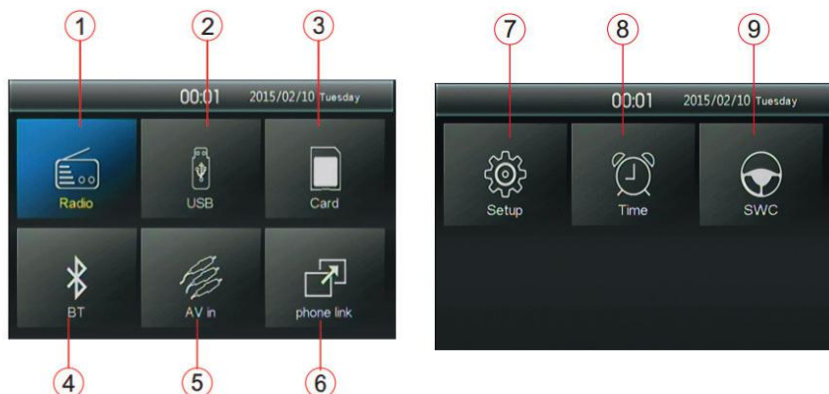 1 2 3
7 8 9
00:01 2015/02/10 Tuesday
Radio USB Card
BT AV in phone link
4 5 6
00:01 2015/02/10 Tuesday
Setup Time SWC